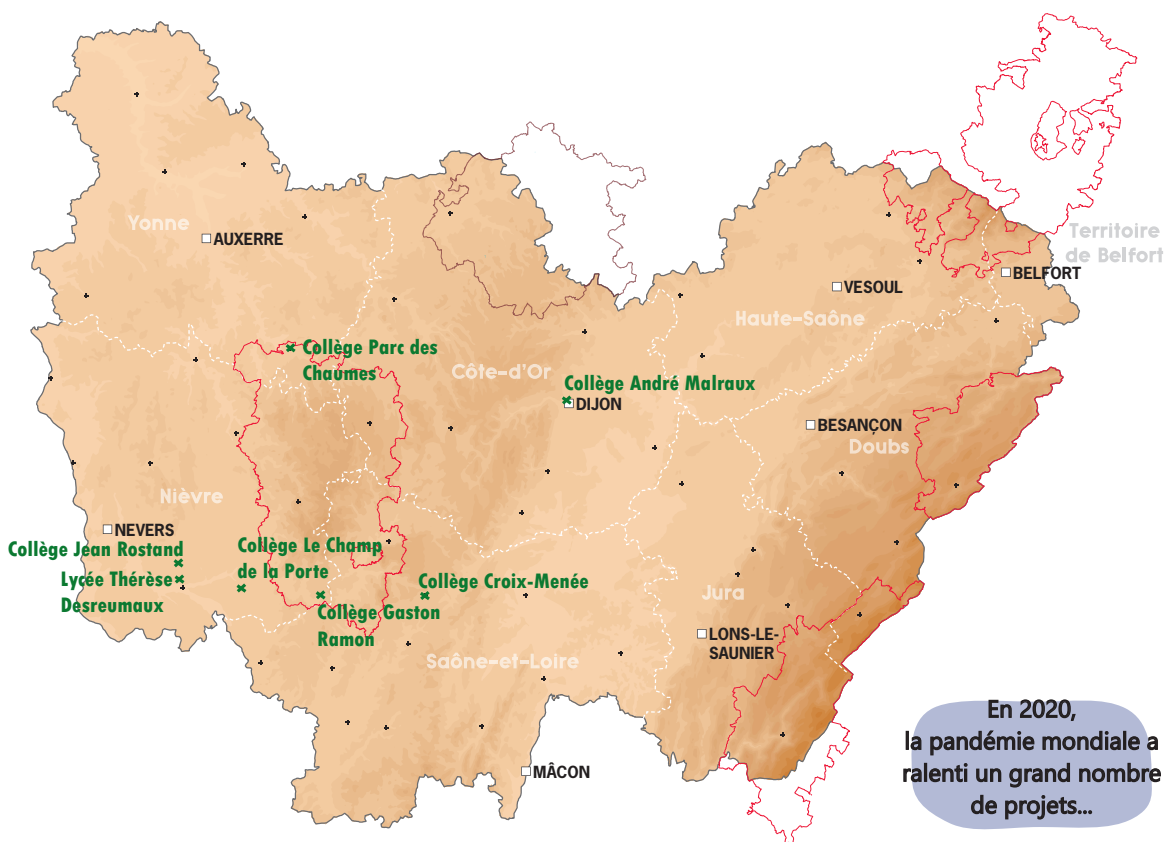 Yonne
AUXERRE
Territoire
de Belfort
BELFORT
VESOUL
Haute-Saône
Collège Parc des
Chaumes
Côte-d'Or
Collège André Malraux
DIJON
BESANÇON
Doubs
Nièvre
NEVERS
Collège Jean Rostand
Lycée Thérèse
Desreumaux
Collège Le Champ
de la Porte
Collège Croix-Menée
Collège Gaston
Ramon
Jura
LONS-LE-
SAUNIER
Saône-et-Loire
MÂCON
En 2020,
la pandémie mondiale a
ralenti un grand nombre
de projets...